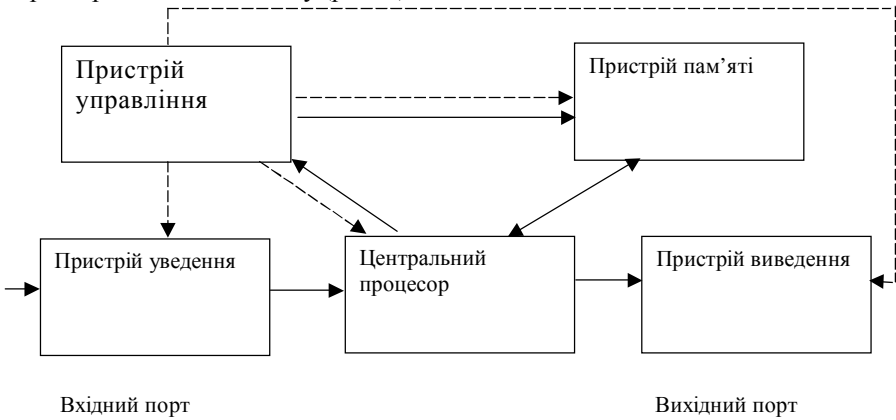 Пристрій
управління
Пристрій пам’яті
Пристрій уведення
Центральний
процесор
Пристрій виведення
Вхідний порт
Вихідний порт